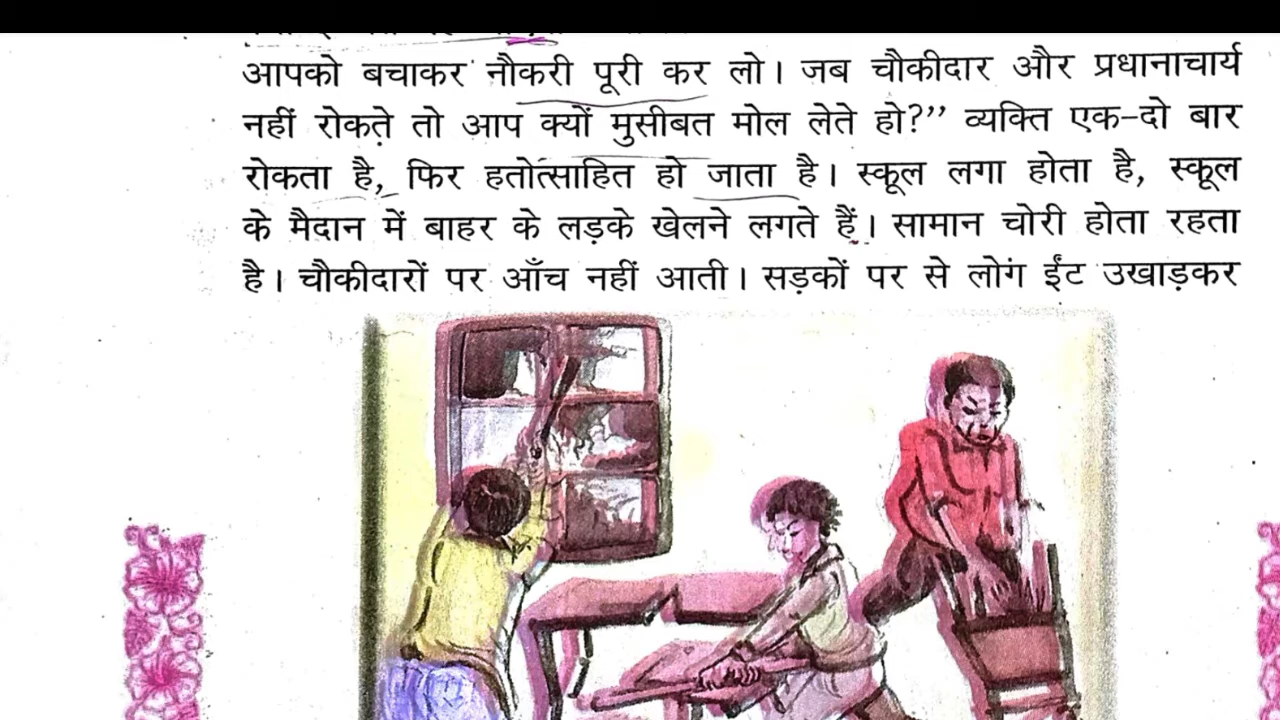 आपको बचाकर नौकरी पूरी कर लो। जब चौकीदार और प्रधानाचार्य
नहीं रोकते तो आप क्यों मुसीबत मोल लेते हो?” व्यक्ति एक-दो बार
रोकता है, फिर हतोत्साहित हो जाता है। स्कूल लगा होता है, स्कूल
के मैदान में बाहर के लड़के खेलने लगते हैं। सामान चोरी होता रहता
है। चौकीदारों पर आँच नहीं आती। सड़कों पर से लोग ईंट उखाड़कर